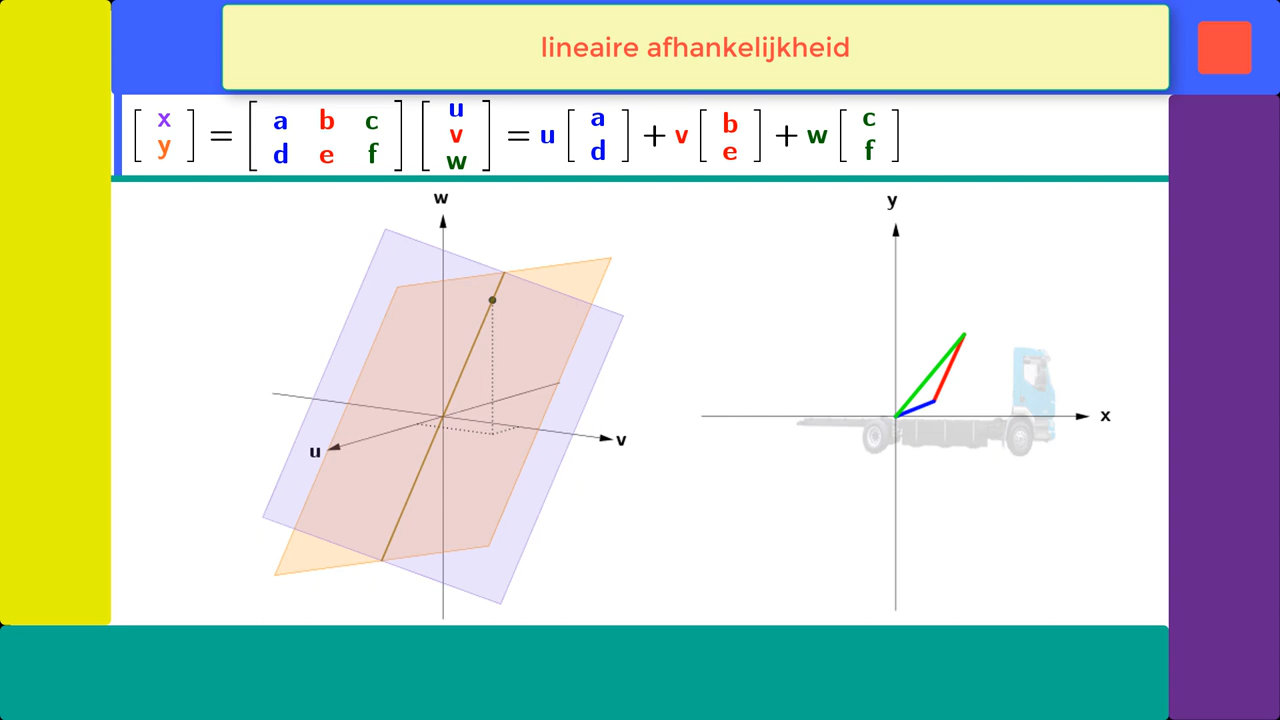 lineaire afhankelijkheid
[ x y ] = [ a b c d e f ] [ u v w ] = u [ a d ] + v [ b e ] + w [ c f ]
w
u
v
y
x